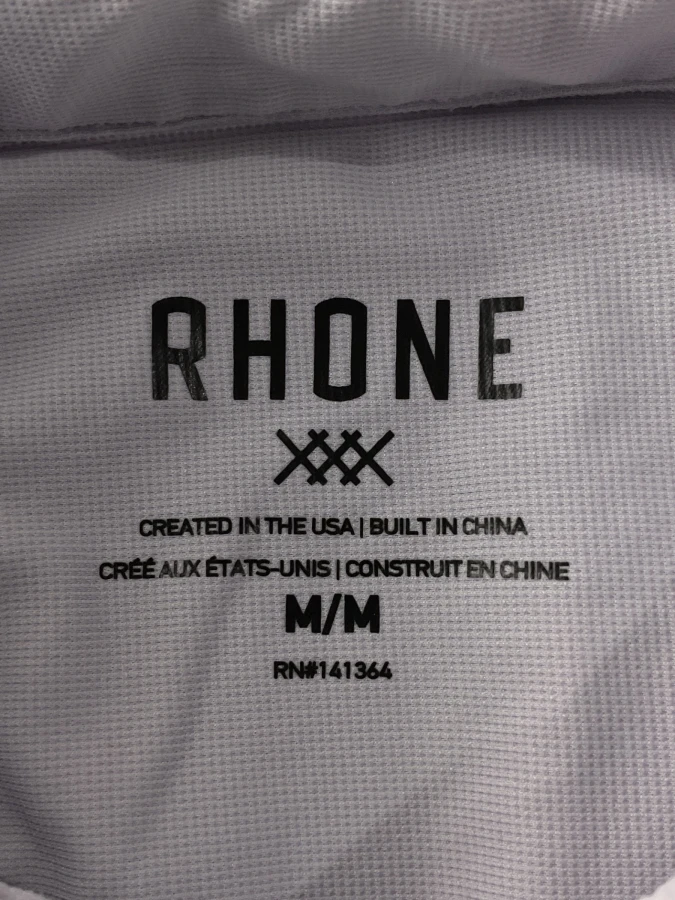 RHONE
CREATED IN THE USA | BUILT IN CHINA
CRÉÉ AUX ÉTATS-UNIS | CONSTRUIT EN CHINE
M/M
RN#141364